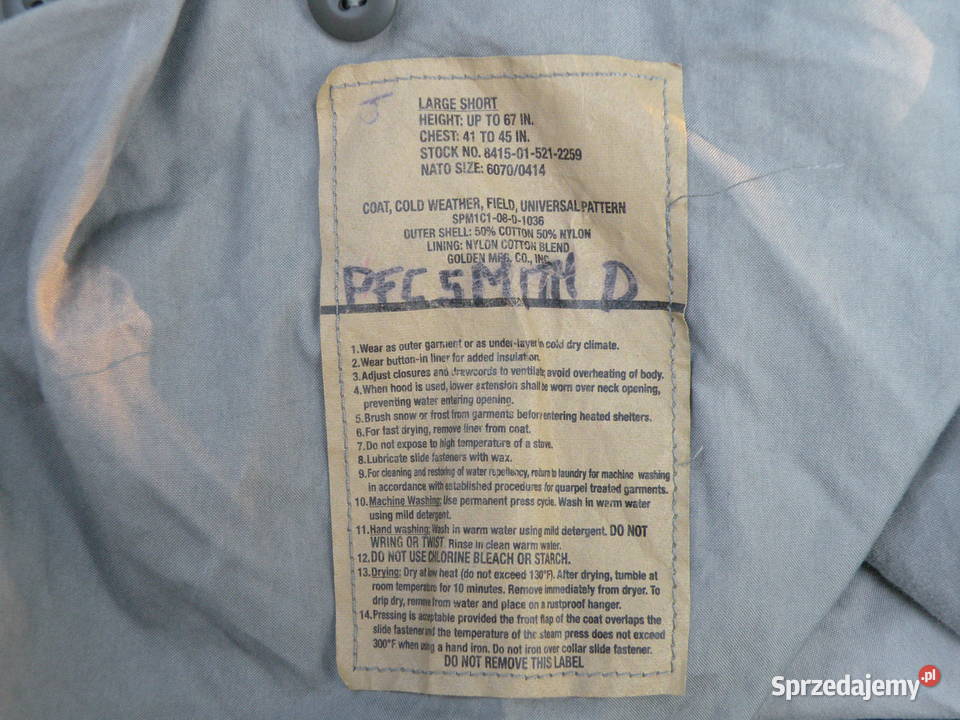 LARGE SHORT
HEIGHT: UP TO 67 IN.
CHEST: 41 TO 45 IN.
STOCK NO. 8415-01-521-2259
NATO SIZE: 6070/0414
COAT, COLD WEATHER, FIELD, UNIVERSAL PATTERN
SPM1C1-08-D-1036
OUTER SHELL: 50% COTTON 50% NYLON
LINING: NYLON COTTON BLEND
GOLDEN MFG. CO., INC.
PFC SMITH D
1. Wear as outer garment or as under-layer in cold dry climate.
2. Wear button-in liner for added insulation.
3. Adjust closures and drawcords to ventilate avoid overheating of body.
4. When hood is used, lower extension shall be worn over neck opening,
preventing water entering opening.
5. Brush snow or frost from garments before entering heated shelters.
6. For fast drying, remove liner from coat.
7. Do not expose to high temperature of a stove.
8. Lubricate slide fasteners with wax.
9. For cleaning and restoring of water repellency, return to laundry for machine washing
in accordance with established procedures for quarpel treated garments.
10. Machine Washing: Use permanent press cycle. Wash in warm water
using mild detergent.
11. Hand washing: Wash in warm water using mild detergent. DO NOT
WRING OR TWIST. Rinse in clean warm water.
12. DO NOT USE CHLORINE BLEACH OR STARCH.
13. Drying: Dry at low heat (do not exceed 130°F). After drying, tumble at
room temperature for 10 minutes. Remove immediately from dryer. To
drip dry, remove from water and place on a rustproof hanger.
14. Pressing is acceptable provided the front flap of the coat overlaps the
slide fastener and the temperature of the steam press does not exceed
300°F when using a hand iron. Do not iron over collar slide fastener.
DO NOT REMOVE THIS LABEL
Sprzedajemy.pl